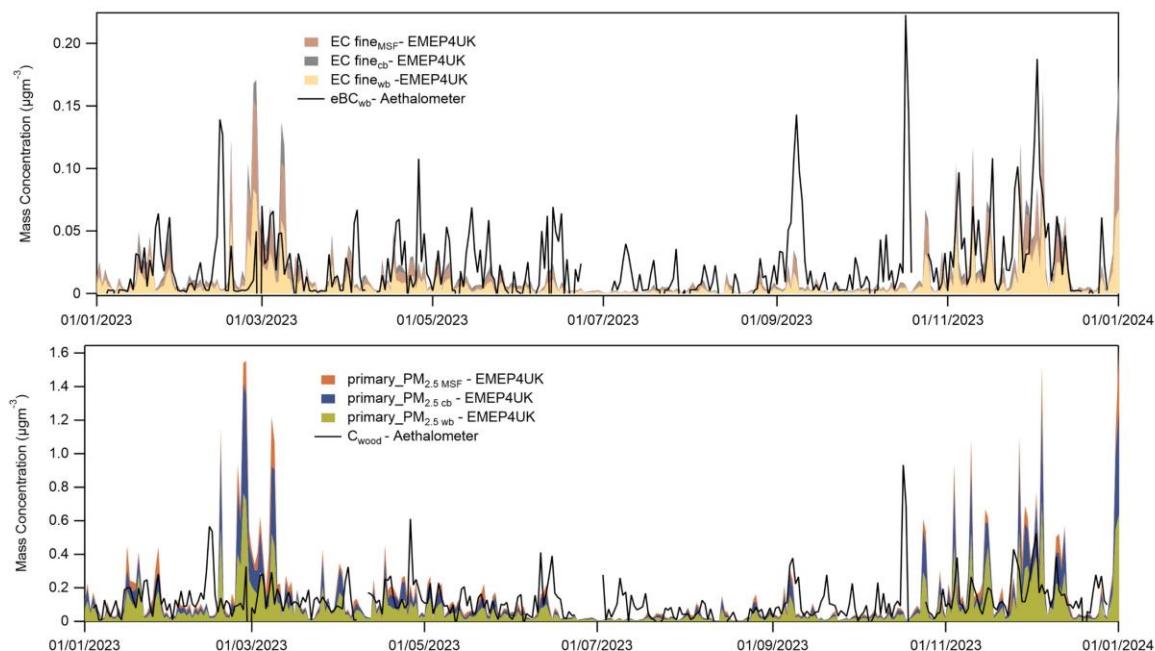 0.20
0.15
0.10
0.05
0
Mass Concentration (µgm-3)
EC fineMSF- EMEP4UK
EC finecb- EMEP4UK
EC finewb -EMEP4UK
eBCwb- Aethalometer
01/01/2023 01/03/2023 01/05/2023 01/07/2023 01/09/2023 01/11/2023 01/01/2024
1.6
1.4
1.2
1.0
0.8
0.6
0.4
0.2
0
Mass Concentration (µgm-3)
primary_PM2.5 MSF - EMEP4UK
primary_PM2.5 cb - EMEP4UK
primary_PM2.5 wb - EMEP4UK
Cwood - Aethalometer
01/01/2023 01/03/2023 01/05/2023 01/07/2023 01/09/2023 01/11/2023 01/01/2024